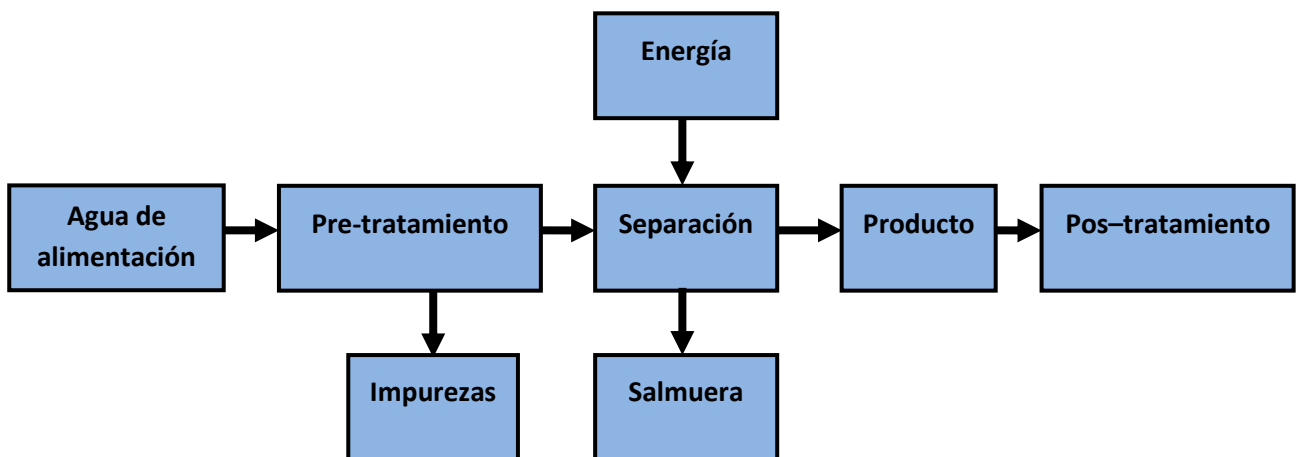 Energía
Agua de
alimentación
Pre-tratamiento
Separación
Producto
Pos–tratamiento
Impurezas
Salmuera